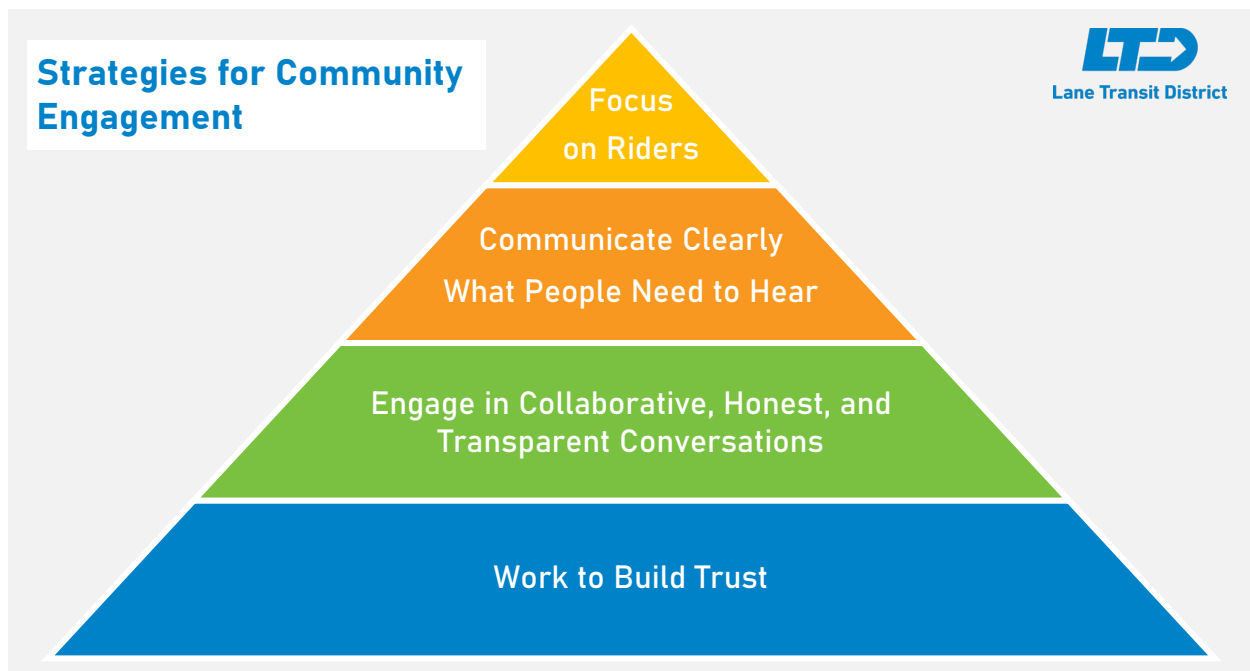 Strategies for Community
Engagement
LTD
Lane Transit District
Focus
on Riders
Communicate Clearly
What People Need to Hear
Engage in Collaborative, Honest, and
Transparent Conversations
Work to Build Trust